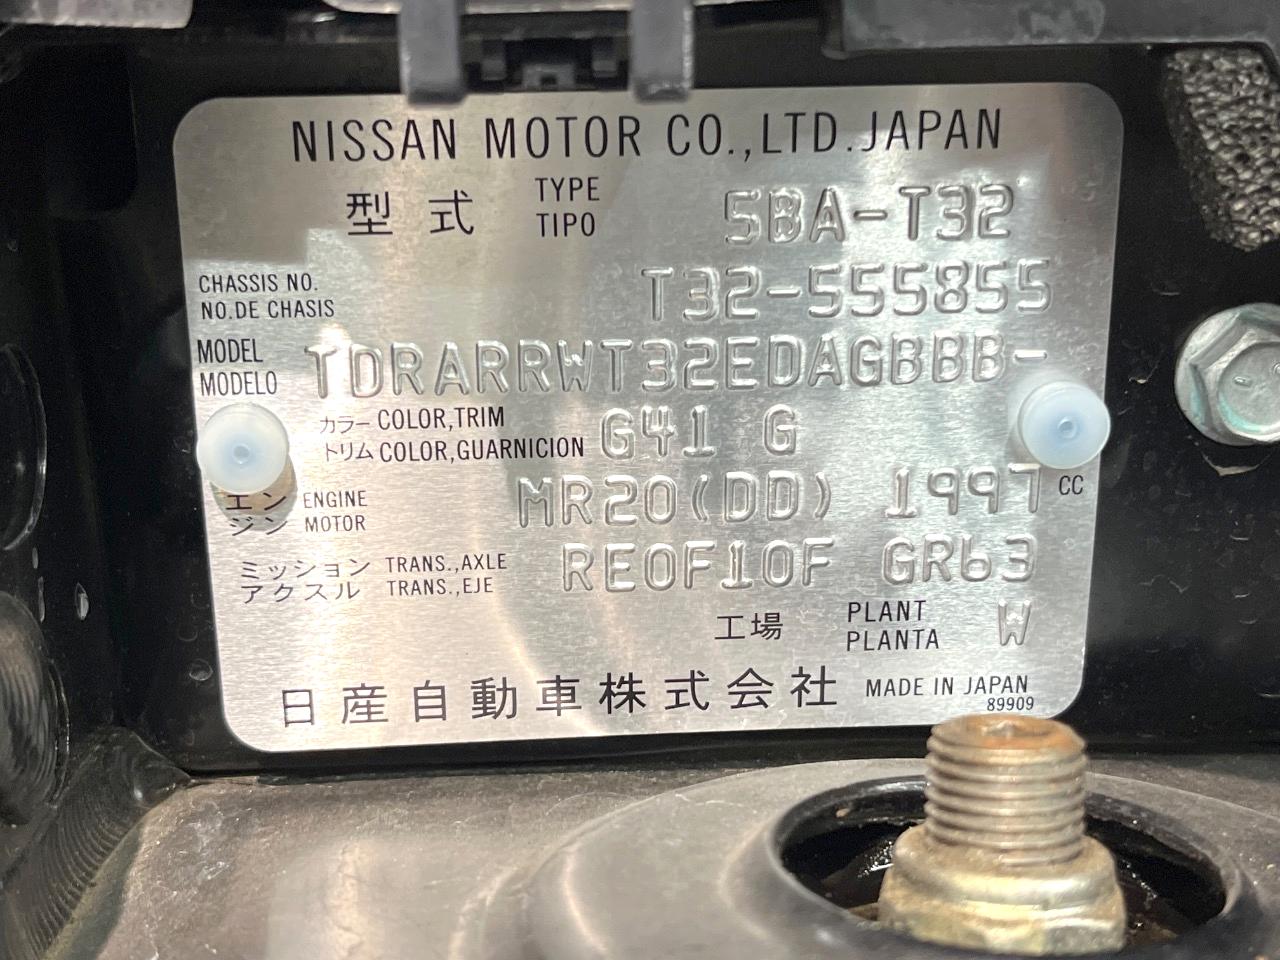 NISSAN MOTOR CO.,LTD.JAPAN
型式 TYPE TIPO 5BA-T32
CHASSIS NO.
NO.DE CHASIS T32-555855
MODEL
MODELO TDRARRWT32EDAGBBB-
カラー COLOR,TRIM
トリム COLOR,GUARNICION G41 G
エン ENGINE
ジン MOTOR MR20(DD) 1997 CC
ミッション TRANS.,AXLE
アクスル TRANS.,EJE RE0F10F GR63
工場 PLANT
PLANTA W
日産自動車株式会社 MADE IN JAPAN
89909